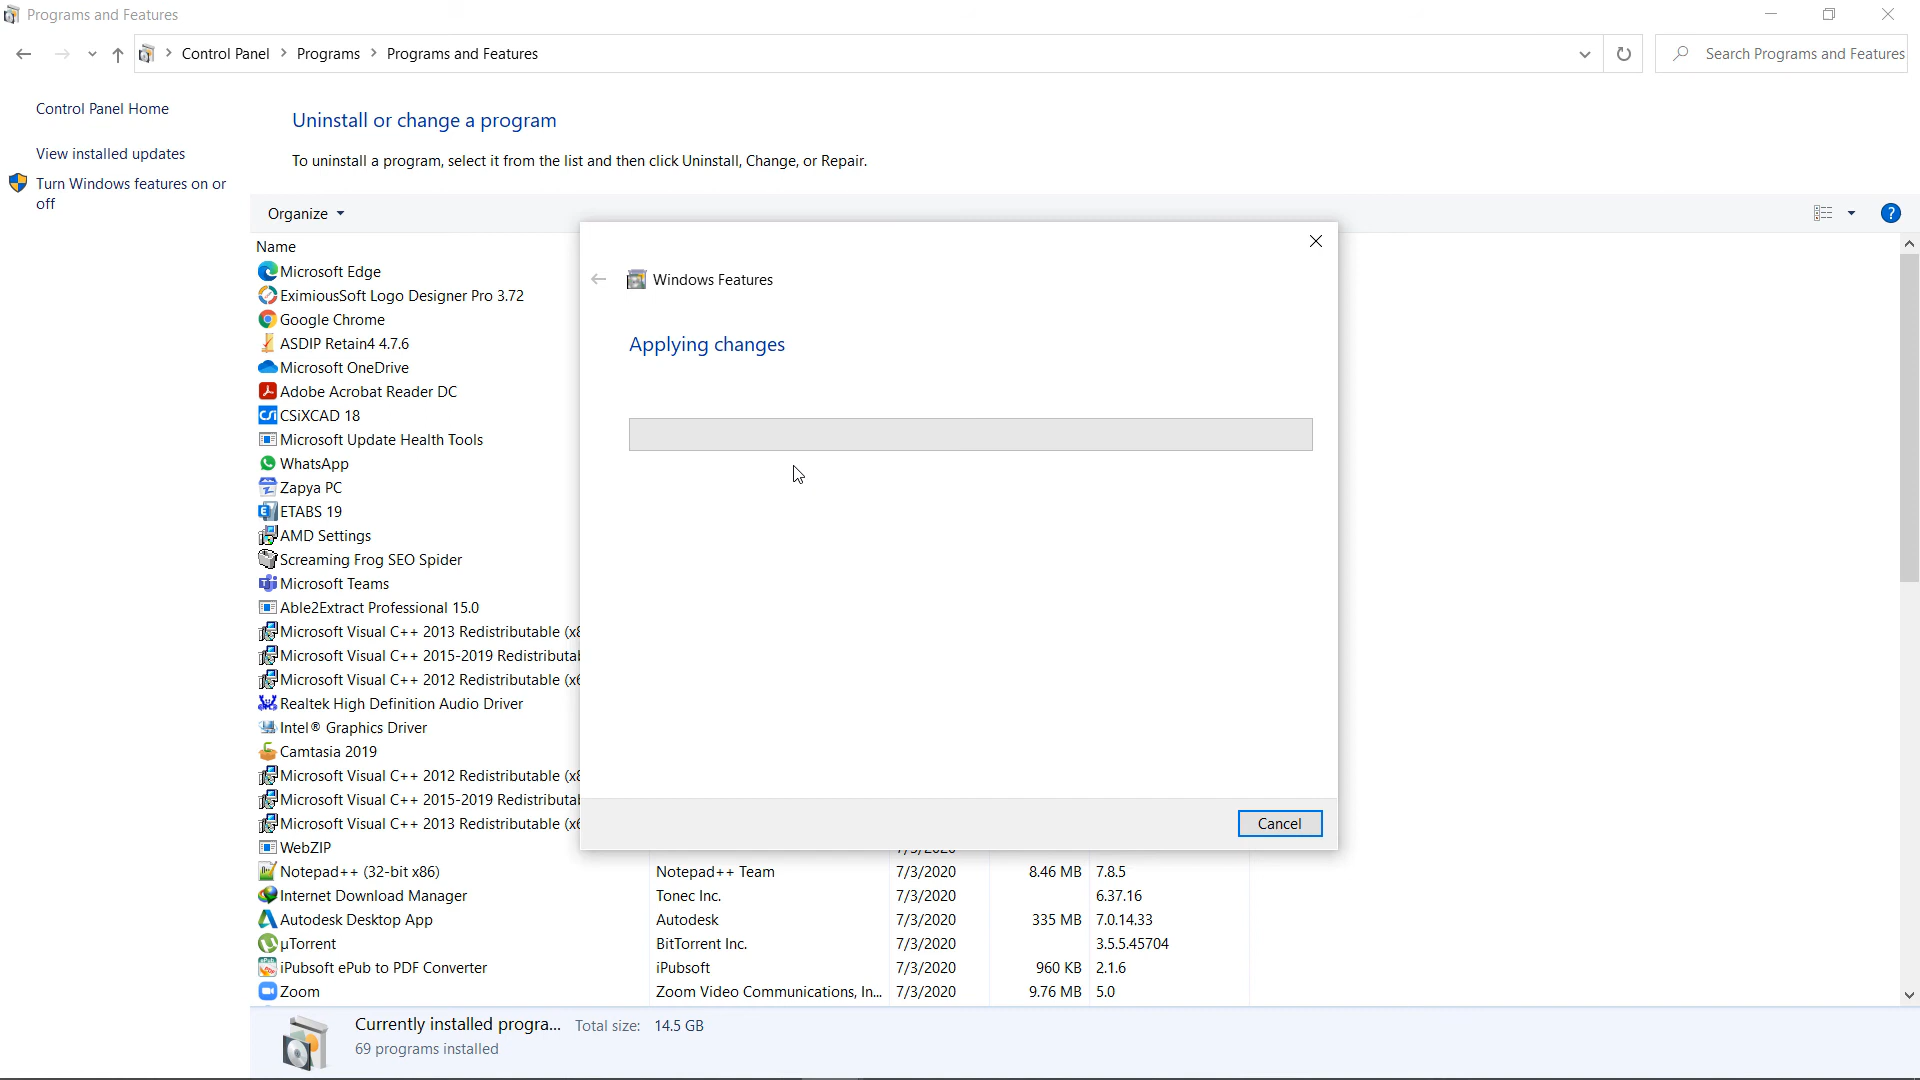 Programs and Features
Control Panel > Programs > Programs and Features
Search Programs and Features
Control Panel Home
View installed updates
Turn Windows features on or
off
Uninstall or change a program
To uninstall a program, select it from the list and then click Uninstall, Change, or Repair.
Organize
Name
Microsoft Edge
EximiousSoft Logo Designer Pro 3.72
Google Chrome
ASDIP Retain4 4.7.6
Microsoft OneDrive
Adobe Acrobat Reader DC
CSiXCAD 18
Microsoft Update Health Tools
WhatsApp
Zapya PC
ETABS 19
AMD Settings
Screaming Frog SEO Spider
Microsoft Teams
Able2Extract Professional 15.0
Microsoft Visual C++ 2013 Redistributable
Microsoft Visual C++ 2015-2019
Microsoft Visual C++ 2012 Redistributable
Realtek High Definition Audio Driver
Intel® Graphics Driver
Camtasia 2019
Microsoft Visual C++ 2012 Redistributable
Microsoft Visual C++ 2015-2019
Microsoft Visual C++ 2013 Redistributable
WebZIP
Notepad++ (32-bit x86) Notepad++ Team 7/3/2020 8.46 MB 7.8.5
Internet Download Manager Tonec Inc. 7/3/2020 6.37.16
Autodesk Desktop App Autodesk 7/3/2020 335 MB 7.0.14.33
µTorrent BitTorrent Inc. 7/3/2020 3.5.5.45704
iPubsoft ePub to PDF Converter iPubsoft 7/3/2020 960 KB 2.1.6
Zoom Zoom Video Communications, In... 7/3/2020 9.76 MB 5.0
Windows Features
Applying changes
Cancel
Currently installed progra... Total size: 14.5 GB
69 programs installed